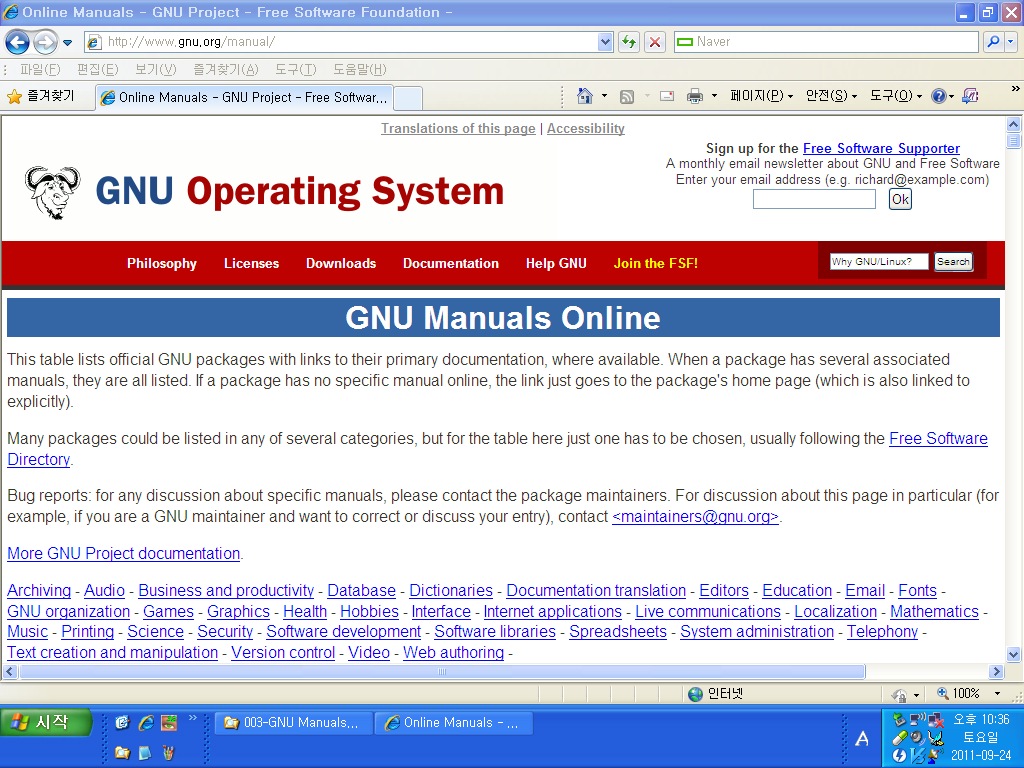 Online Manuals - GNU Project - Free Software Foundation -
http://www.gnu.org/manual/
Naver
파일(F) 편집(E) 보기(V) 즐겨찾기(A) 도구(T) 도움말(H)
즐겨찾기 Online Manuals - GNU Project - Free Softwar... 페이지(P) 안전(S) 도구(O) »
Translations of this page | Accessibility
Sign up for the Free Software Supporter
A monthly email newsletter about GNU and Free Software
Enter your email address (e.g. richard@example.com)
Ok
GNU Operating System
Philosophy Licenses Downloads Documentation Help GNU Join the FSF! Why GNU/Linux? Search
GNU Manuals Online
This table lists official GNU packages with links to their primary documentation, where available. When a package has several associated
manuals, they are all listed. If a package has no specific manual online, the link just goes to the package's home page (which is also linked to
explicitly).
Many packages could be listed in any of several categories, but for the table here just one has to be chosen, usually following the Free Software
Directory.
Bug reports: for any discussion about specific manuals, please contact the package maintainers. For discussion about this page in particular (for
example, if you are a GNU maintainer and want to correct or discuss your entry), contact <maintainers@gnu.org>.
More GNU Project documentation.
Archiving - Audio - Business and productivity - Database - Dictionaries - Documentation translation - Editors - Education - Email - Fonts -
GNU organization - Games - Graphics - Health - Hobbies - Interface - Internet applications - Live communications - Localization - Mathematics -
Music - Printing - Science - Security - Software development - Software libraries - Spreadsheets - System administration - Telephony -
Text creation and manipulation - Version control - Video - Web authoring -
인터넷 100%
시작 » 003-GNU Manuals... Online Manuals - ... A 오후 10:36
토요일
2011-09-24